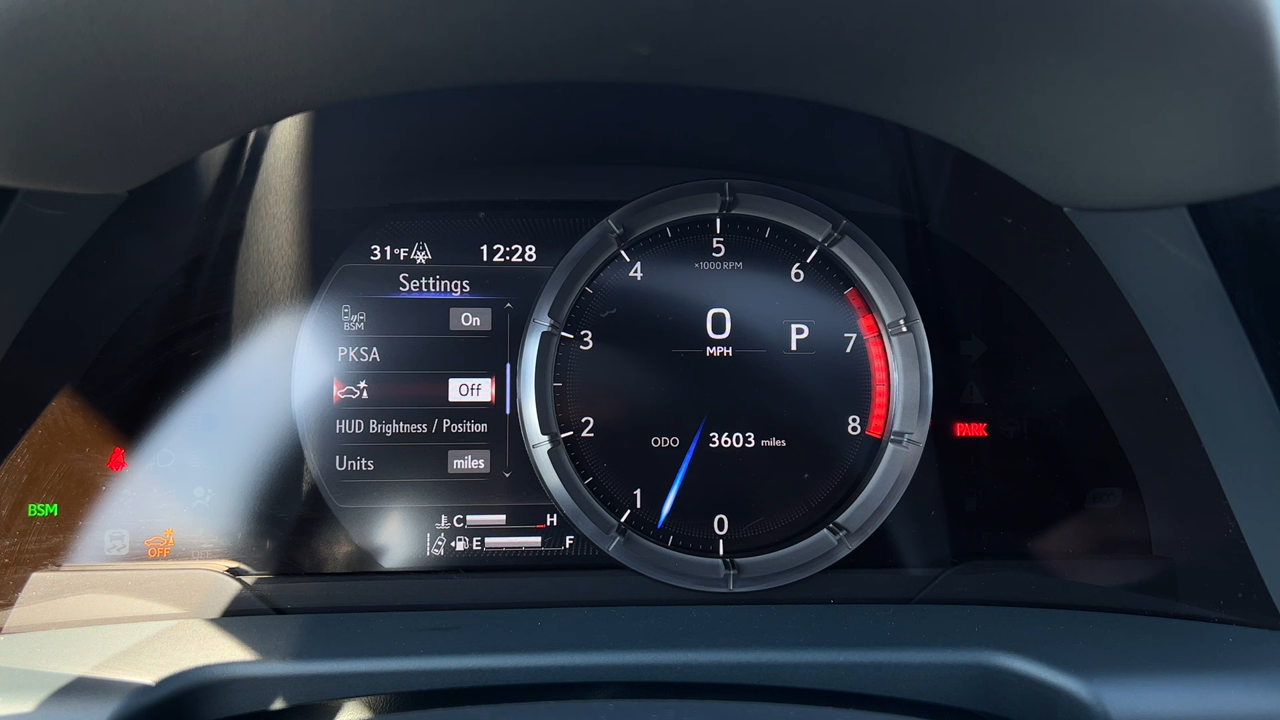 31°F 12:28
Settings
BSM On
PKSA
Off
HUD Brightness / Position
Units miles
C H
E F
5
×1000 RPM
4 6
0
MPH
P
3 7
2 8
ODO 3603 miles
1 0
PARK
BSM
OFF
OFF